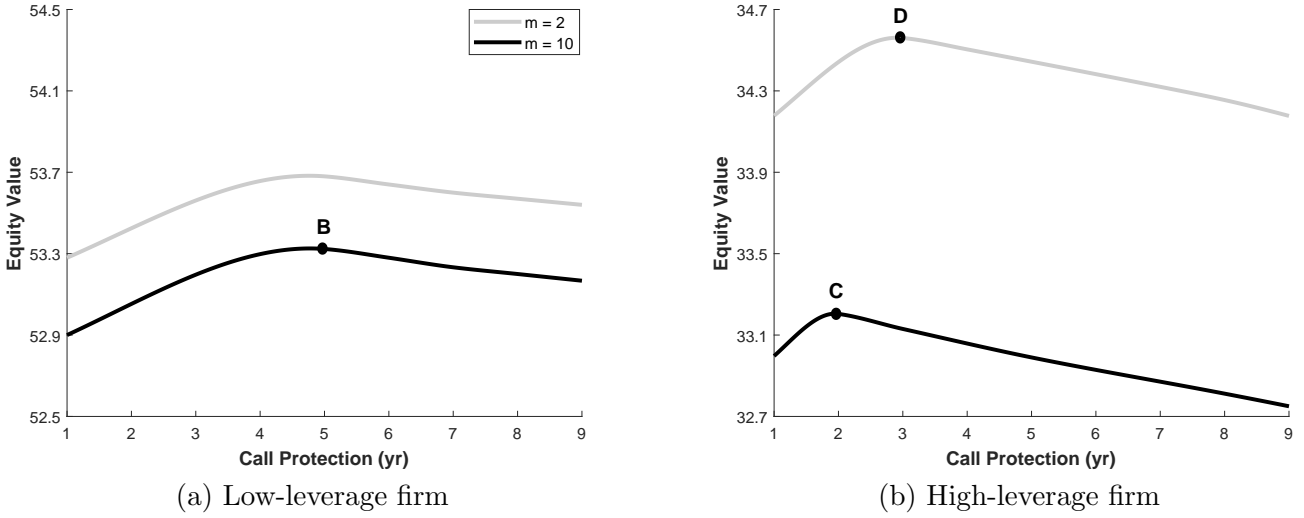 54.5
54.1
53.7
53.3
52.9
52.5
Equity Value
m = 2
m = 10
B
1 2 3 4 5 6 7 8 9
Call Protection (yr)
(a) Low-leverage firm
34.7
34.3
33.9
33.5
33.1
32.7
Equity Value
D
C
1 2 3 4 5 6 7 8 9
Call Protection (yr)
(b) High-leverage firm